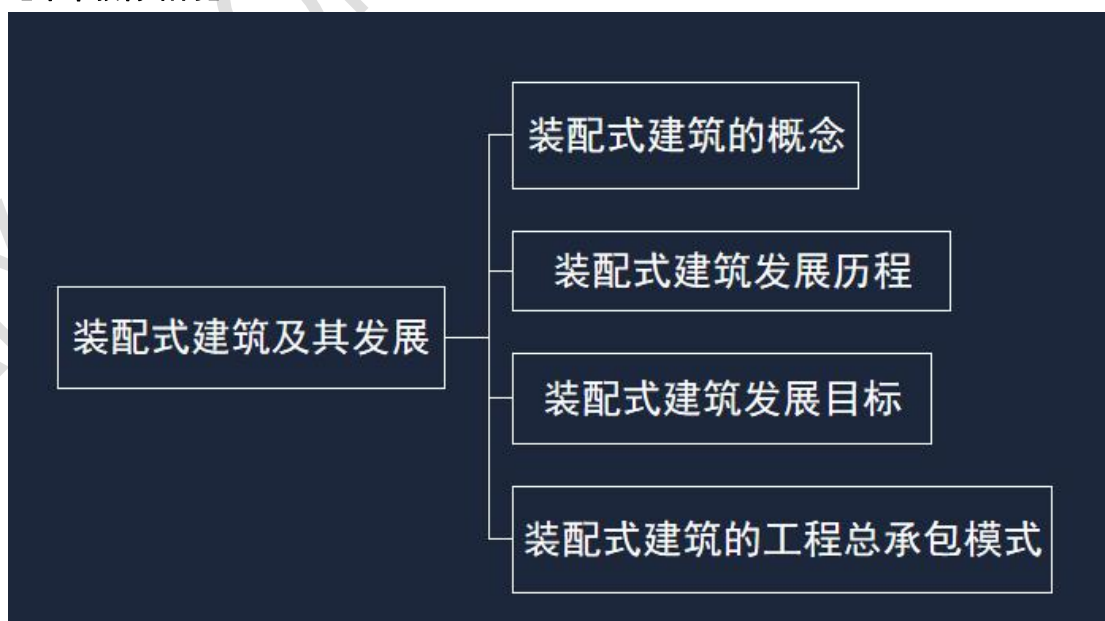 装配式建筑的概念
装配式建筑发展历程
装配式建筑及其发展
装配式建筑发展目标
装配式建筑的工程总承包模式